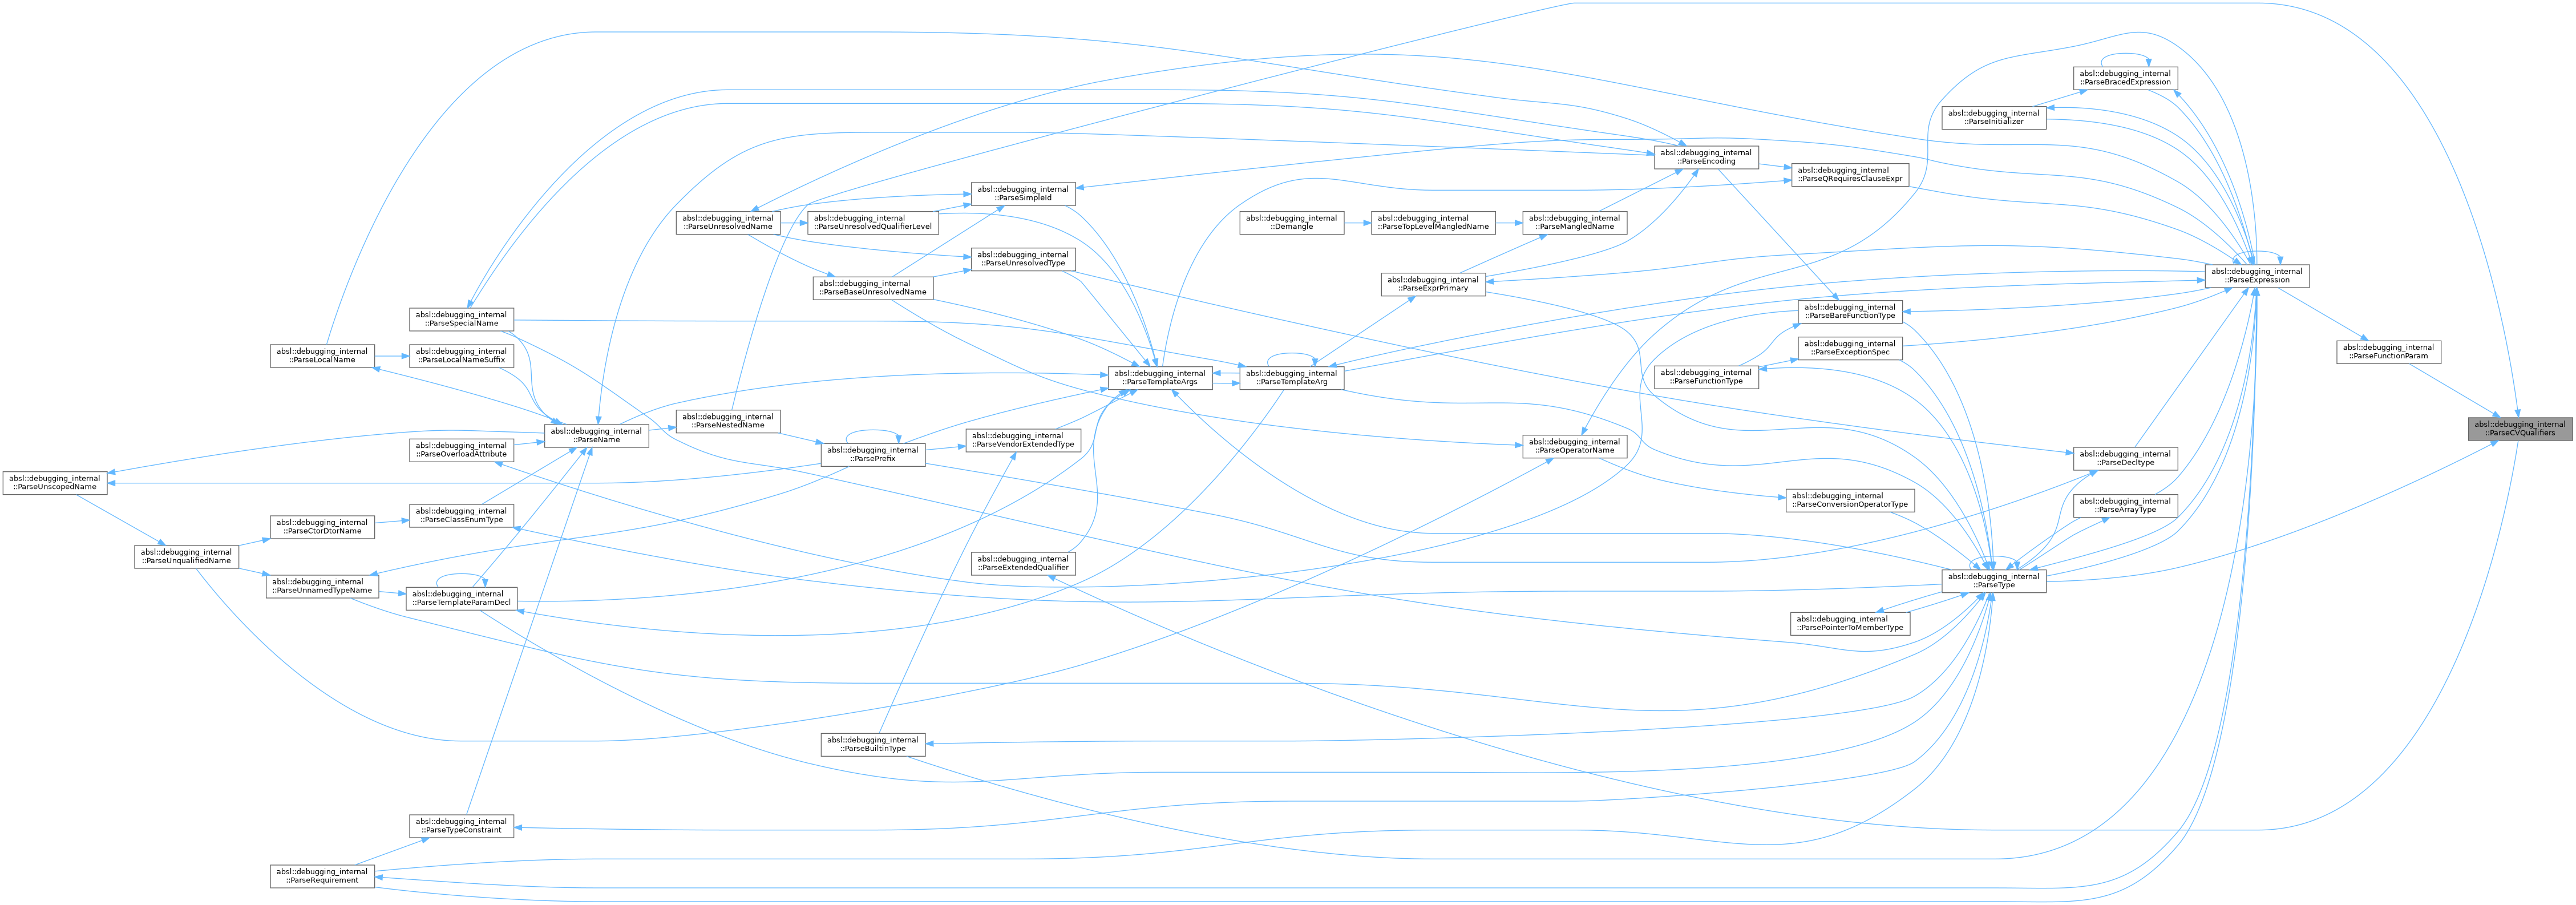 absl::debugging_internal
::ParseBracedExpression
absl::debugging_internal
::ParseInitializer
absl::debugging_internal
::ParseEncoding
absl::debugging_internal
::ParseQRequiresClauseExpr
absl::debugging_internal
::ParseSimpleId
absl::debugging_internal
::ParseUnresolvedName
absl::debugging_internal
::ParseUnresolvedQualifierLevel
absl::debugging_internal
::Demangle
absl::debugging_internal
::ParseTopLevelMangledName
absl::debugging_internal
::ParseMangledName
absl::debugging_internal
::ParseUnresolvedType
absl::debugging_internal
::ParseExpression
absl::debugging_internal
::ParseBaseUnresolvedName
absl::debugging_internal
::ParseExprPrimary
absl::debugging_internal
::ParseBareFunctionType
absl::debugging_internal
::ParseSpecialName
absl::debugging_internal
::ParseExceptionSpec
absl::debugging_internal
::ParseFunctionParam
absl::debugging_internal
::ParseLocalName
absl::debugging_internal
::ParseLocalNameSuffix
absl::debugging_internal
::ParseTemplateArgs
absl::debugging_internal
::ParseTemplateArg
absl::debugging_internal
::ParseFunctionType
absl::debugging_internal
::ParseNestedName
absl::debugging_internal
::ParseCVQualifiers
absl::debugging_internal
::ParseName
absl::debugging_internal
::ParseVendorExtendedType
absl::debugging_internal
::ParseOperatorName
absl::debugging_internal
::ParseOverloadAttribute
absl::debugging_internal
::ParsePrefix
absl::debugging_internal
::ParseDecltype
absl::debugging_internal
::ParseUnscopedName
absl::debugging_internal
::ParseConversionOperatorType
absl::debugging_internal
::ParseArrayType
absl::debugging_internal
::ParseClassEnumType
absl::debugging_internal
::ParseCtorDtorName
absl::debugging_internal
::ParseUnqualifiedName
absl::debugging_internal
::ParseExtendedQualifier
absl::debugging_internal
::ParseType
absl::debugging_internal
::ParseUnnamedTypeName
absl::debugging_internal
::ParseTemplateParamDecl
absl::debugging_internal
::ParsePointerToMemberType
absl::debugging_internal
::ParseBuiltinType
absl::debugging_internal
::ParseTypeConstraint
absl::debugging_internal
::ParseRequirement